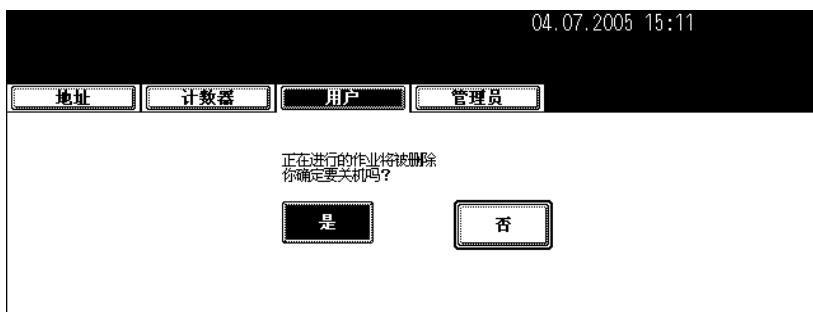 04.07.2005 15:11
地址 计数器 用户 管理员
正在进行的作业将被删除
你确定要关机吗?
是 否